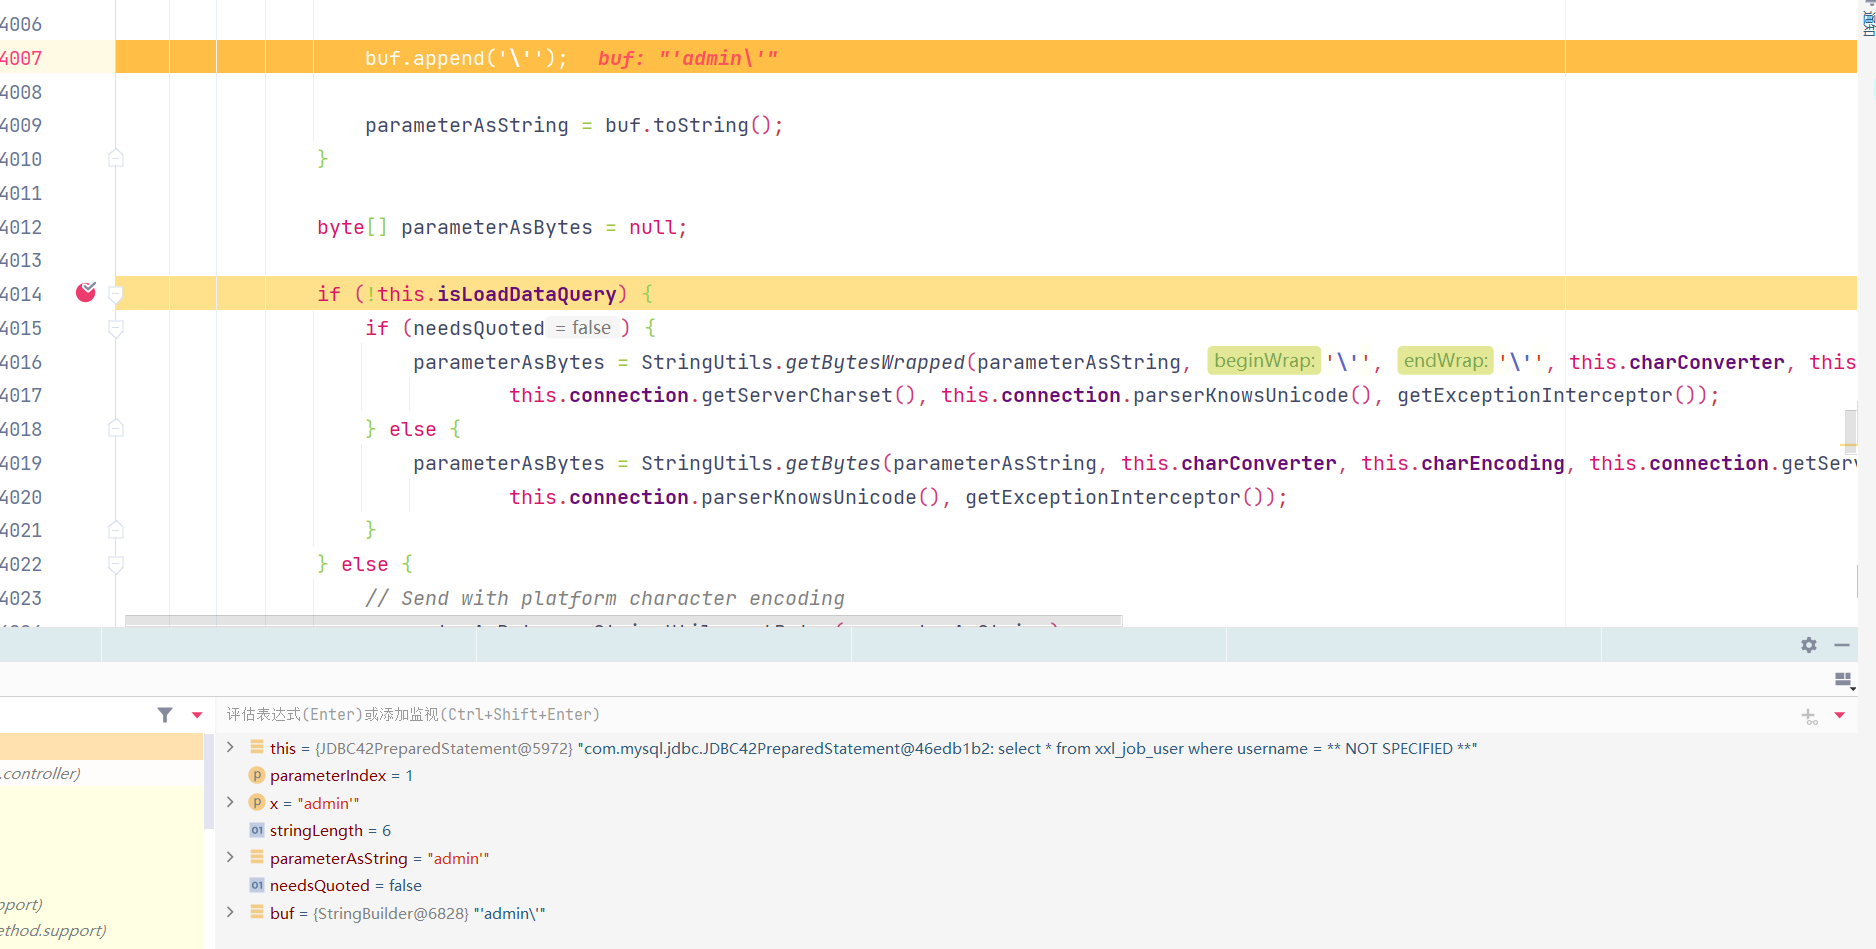 4006
4007 buf.append('\''); buf: "'admin\'"
4008
4009 parameterAsString = buf.toString();
4010 }
4011
4012 byte[] parameterAsBytes = null;
4013
4014 if (!this.isLoadDataQuery) {
4015 if (needsQuoted = false ) {
4016 parameterAsBytes = StringUtils.getBytesWrapped(parameterAsString, beginWrap: '\'', endWrap: '\'', this.charConverter, this
4017 this.connection.getServerCharset(), this.connection.parserKnowsUnicode(), getExceptionInterceptor());
4018 } else {
4019 parameterAsBytes = StringUtils.getBytes(parameterAsString, this.charConverter, this.charEncoding, this.connection.getSer
4020 this.connection.parserKnowsUnicode(), getExceptionInterceptor());
4021 }
4022 } else {
4023 // Send with platform character encoding
通知
评估表达式(Enter)或添加监视(Ctrl+Shift+Enter)
this = {JDBC42PreparedStatement@5972} "com.mysql.jdbc.JDBC42PreparedStatement@46edb1b2: select * from xxl_job_user where username = ** NOT SPECIFIED **"
parameterIndex = 1
x = "admin'"
stringLength = 6
parameterAsString = "admin'"
needsQuoted = false
buf = {StringBuilder@6828} "'admin\'"
.controller)
pport)
ethod.support)